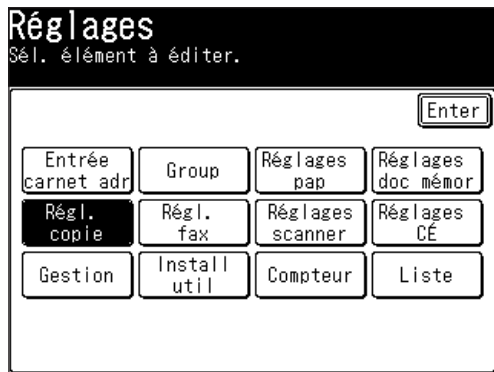 Réglages
Sél. élément à éditer.
Enter
Entrée
carnet adr
Group
Réglages
pap
Réglages
doc mémor
Régl.
copie
Régl.
fax
Réglages
scanner
Réglages
CÉ
Gestion
Install
util
Compteur
Liste